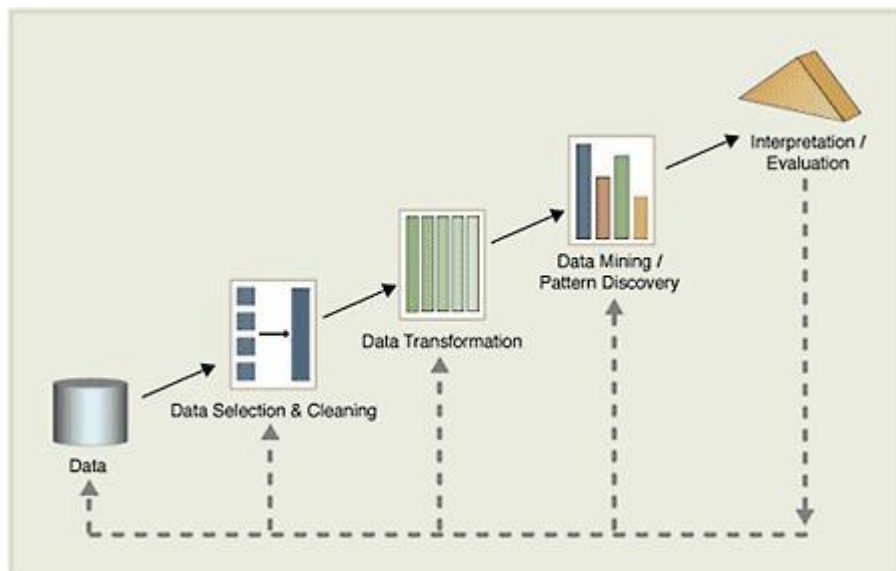 Interpretation /
Evaluation
Data Mining /
Pattern Discovery
Data Transformation
Data Selection & Cleaning
Data